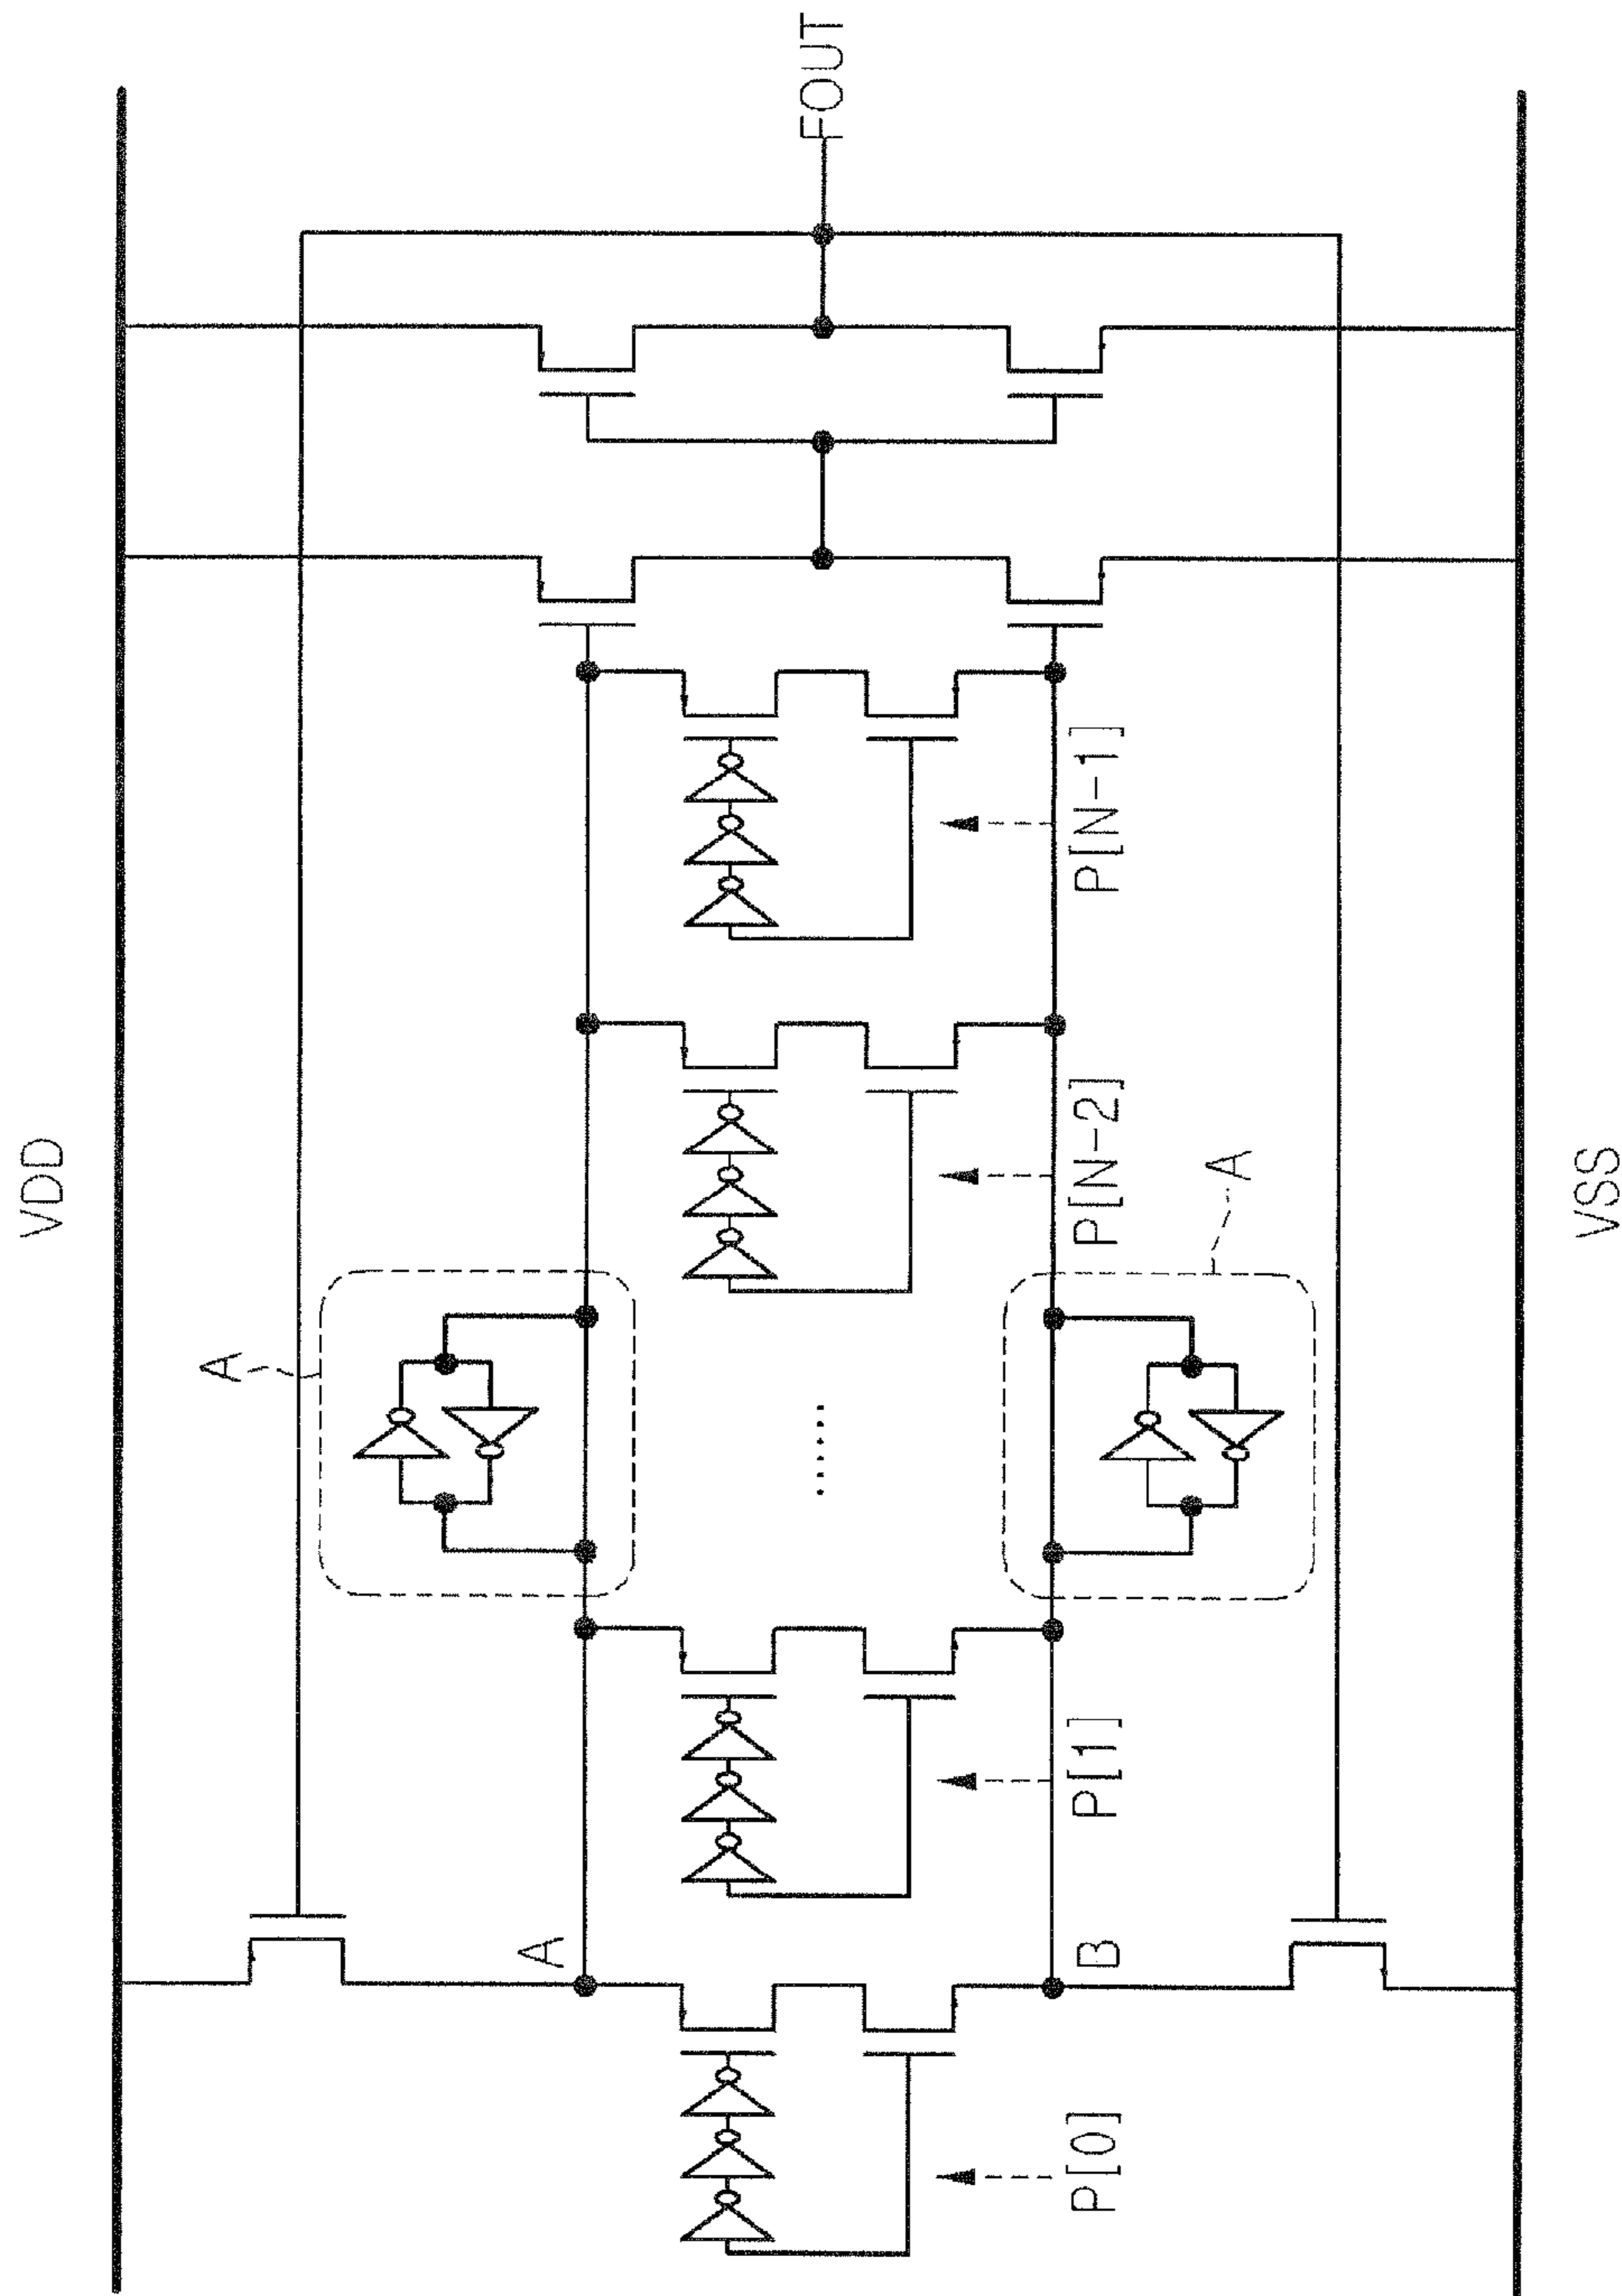 VDD
A
A
P[0]
P[1]
P[N-2]
P[N-1]
B
A
FOUT
VSS